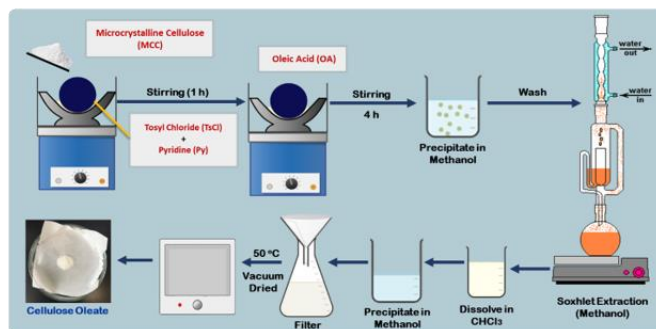 Microcrystalline Cellulose
(MCC)
Oleic Acid (OA)
Stirring (1 h)
Stirring
4 h
Wash
Tosyl Chloride (TsCl)
+
Pyridine (Py)
Precipitate in
Methanol
water
out
water
in
50 °C
Vacuum
Dried
Cellulose Oleate
Filter
Precipitate in
Methanol
Dissolve in
CHCl3
Soxhlet Extraction
(Methanol)